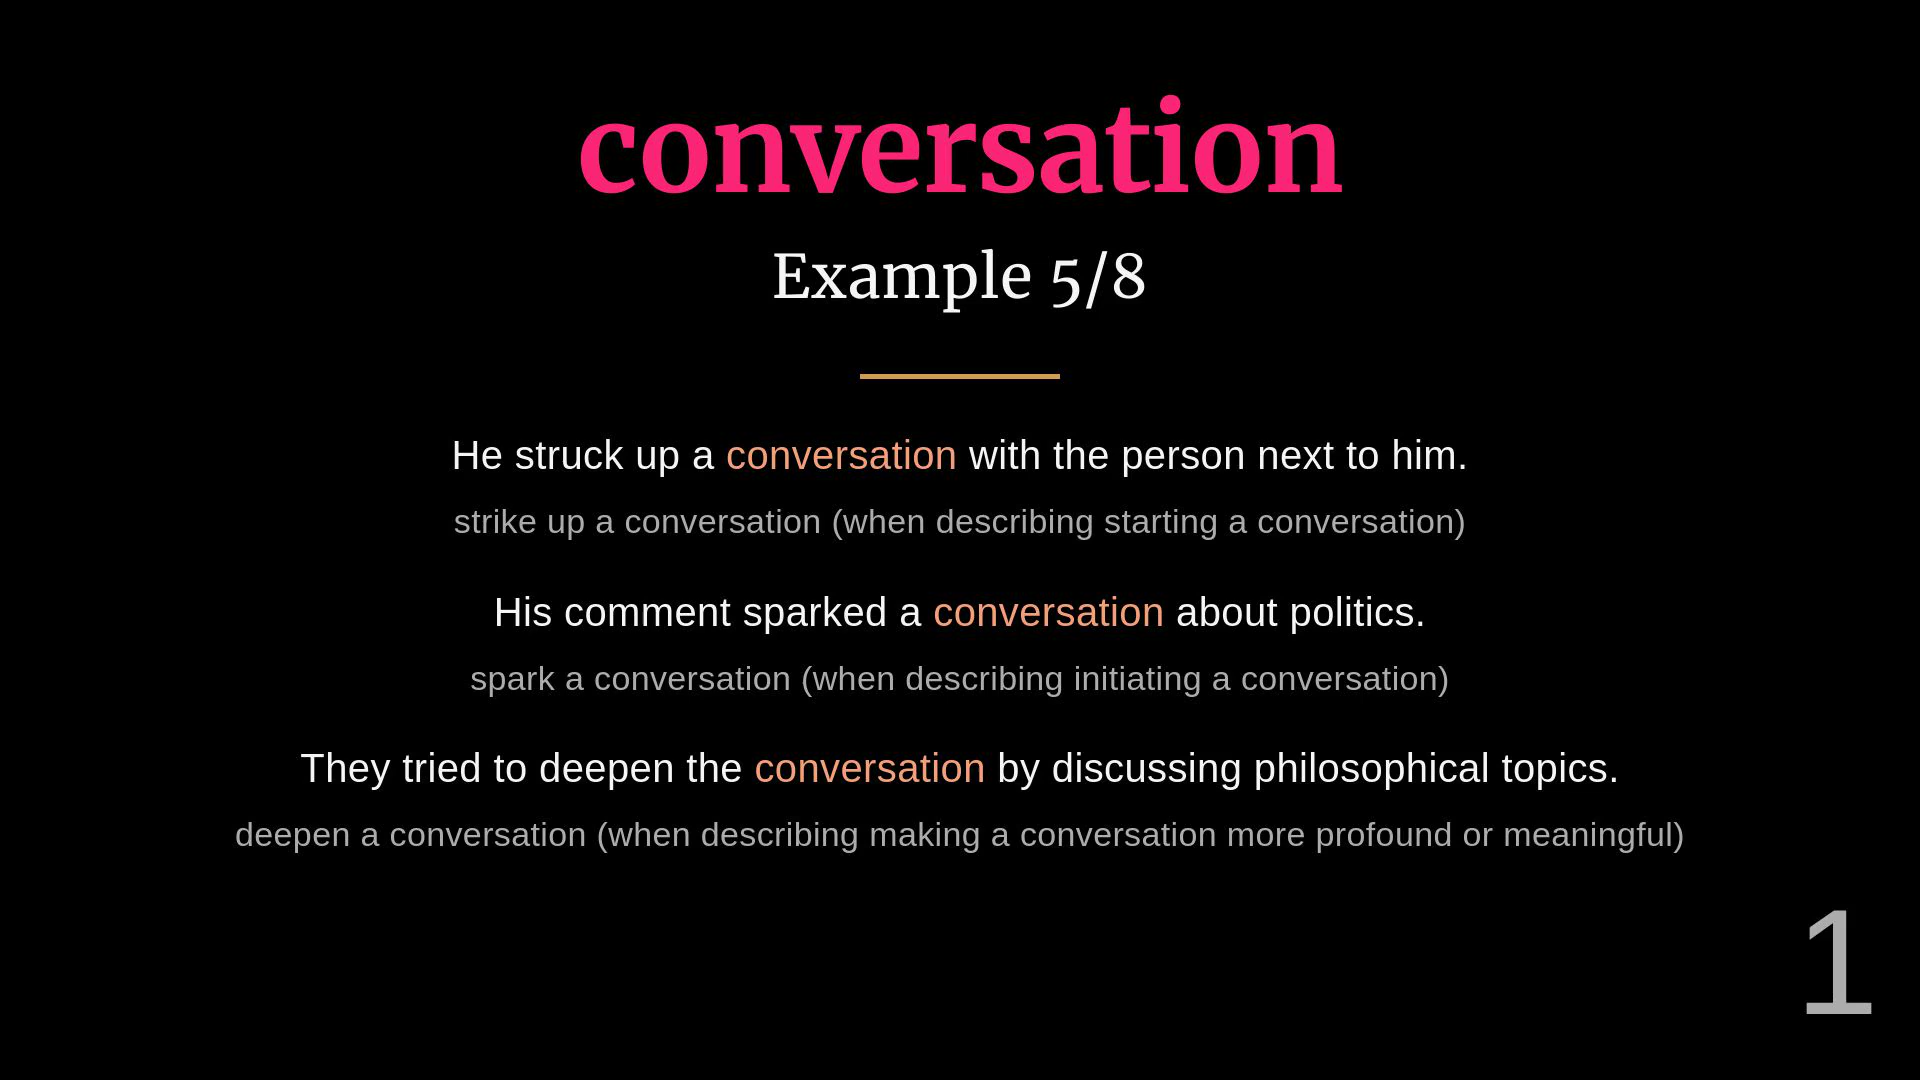 conversation
Example 5/8
He struck up a conversation with the person next to him.
strike up a conversation (when describing starting a conversation)
His comment sparked a conversation about politics.
spark a conversation (when describing initiating a conversation)
They tried to deepen the conversation by discussing philosophical topics.
deepen a conversation (when describing making a conversation more profound or meaningful)
1